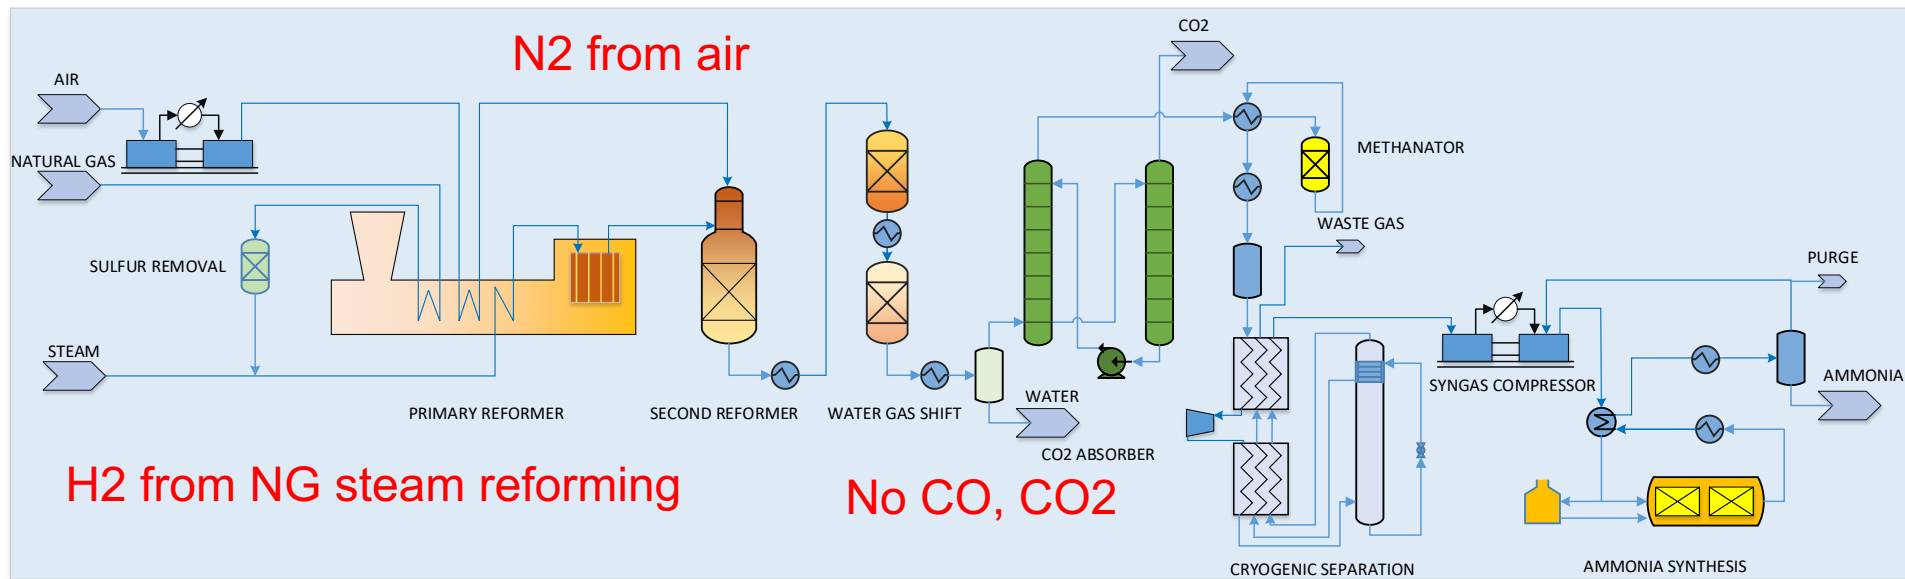 N2 from air
CO2
AIR
NATURAL GAS
METHANATOR
WASTE GAS
SULFUR REMOVAL
PURGE
STEAM
PRIMARY REFORMER
SECOND REFORMER
WATER GAS SHIFT
WATER
SYNGAS COMPRESSOR
AMMONIA
CO2 ABSORBER
H2 from NG steam reforming
No CO, CO2
CRYOGENIC SEPARATION
AMMONIA SYNTHESIS